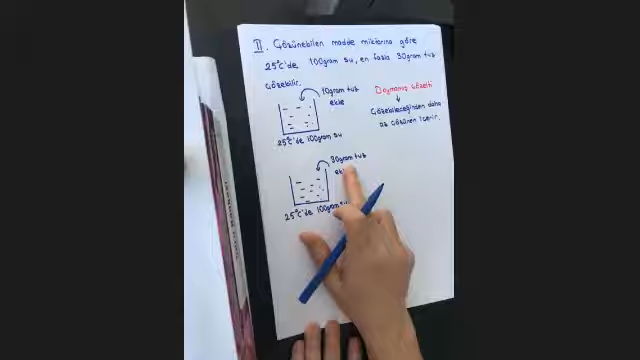 II. Çözünebilen madde miktarına göre
25°C'de 100gram su, en fazla 30gram tuz
çözebilir.
10gram tuz
ekle
25°C'de 100gram su
Doymamış çözelti
Çözebileceğinden daha
az çözünen içerir.
30gram tuz
25°C'de 100gram